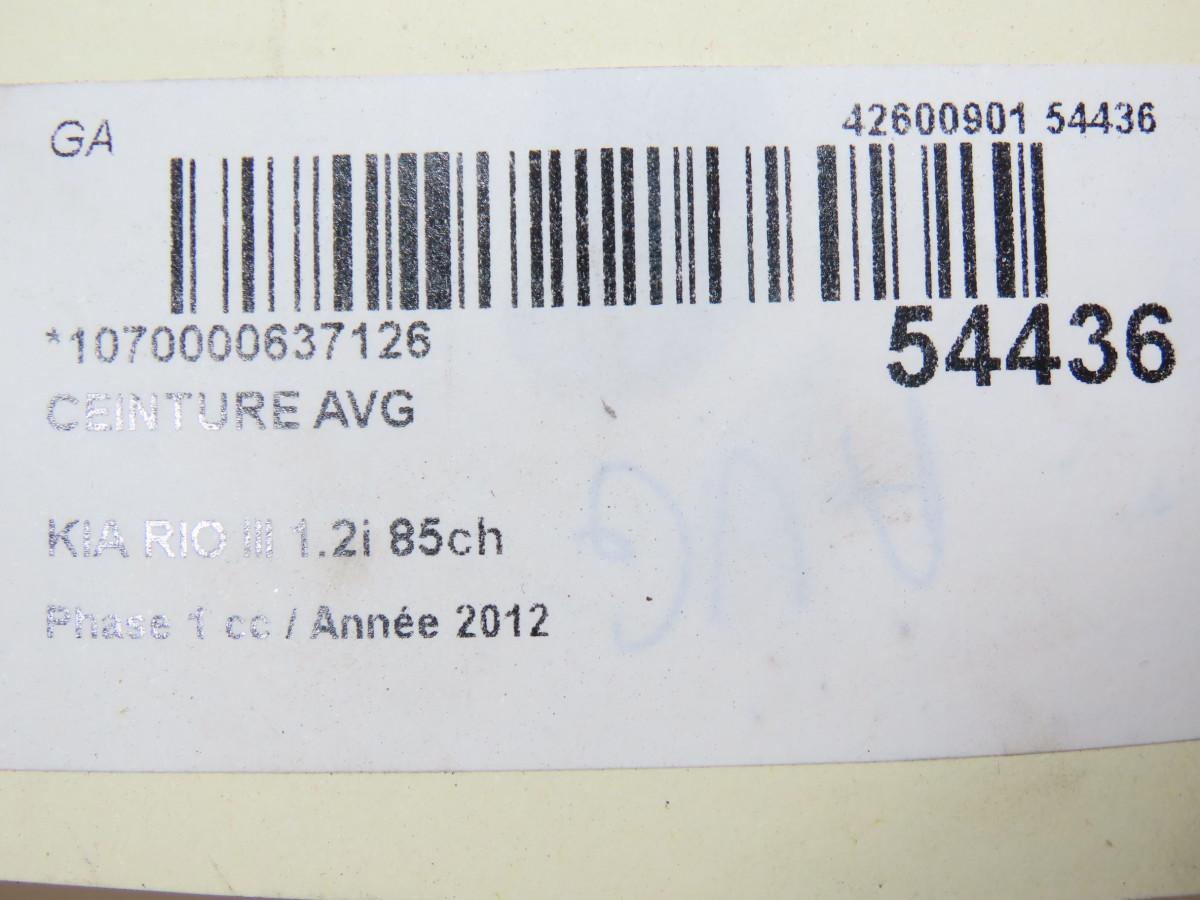 GA
42600901 54436
*1070000637126
54436
CEINTURE AVG
KIA RIO III 1.2i 85ch
Phase 1 cc / Année 2012